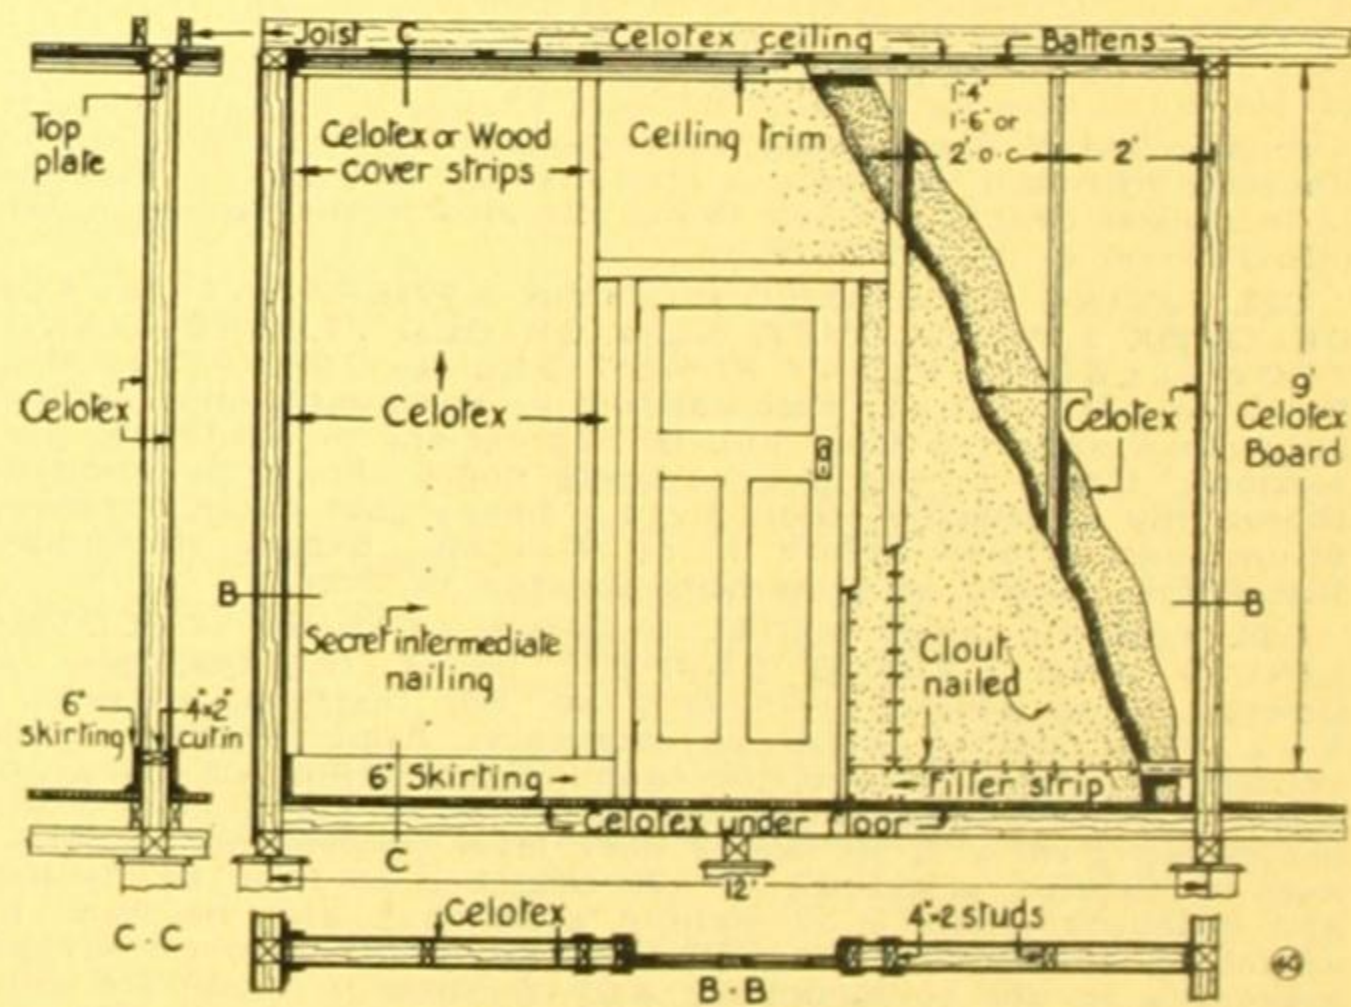 Joist C Celotex ceiling Battens
Top
plate
Celotex or Wood
cover strips
Ceiling trim
1'-4"
1'-6" or
2' o.c
2'
Celotex
Celotex
Celotex
9'
Celotex
Board
B
B
Secret intermediate
nailing
Clout
nailed
6"
skirting
4"x2"
cut in
6" Skirting
Filler strip
Celotex under floor
C
12'
C·C
Celotex
4"-2 studs
B·B